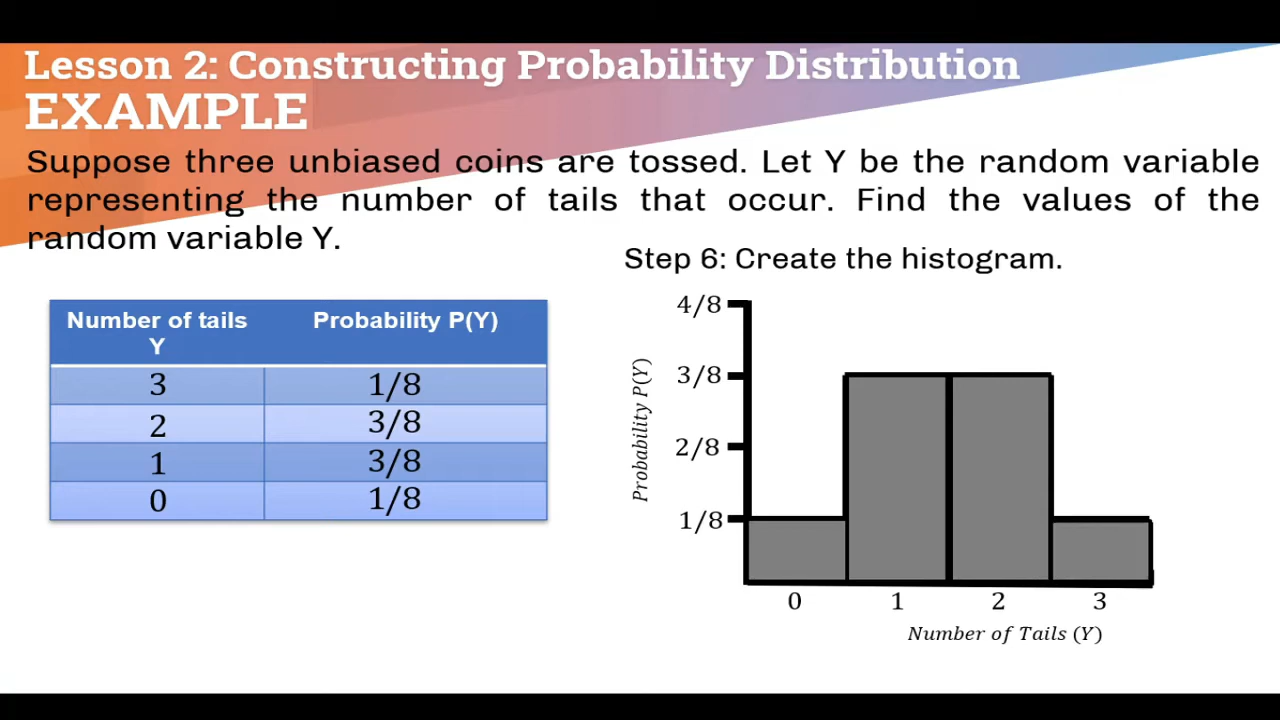 Lesson 2: Constructing Probability Distribution
EXAMPLE
Suppose three unbiased coins are tossed. Let Y be the random variable
representing the number of tails that occur. Find the values of the
random variable Y.
Step 6: Create the histogram.
Number of tails Probability P(Y)
Y
3 1/8
2 3/8
1 3/8
0 1/8
4/8
3/8
2/8
1/8
Probability P(Y)
0 1 2 3
Number of Tails (Y)